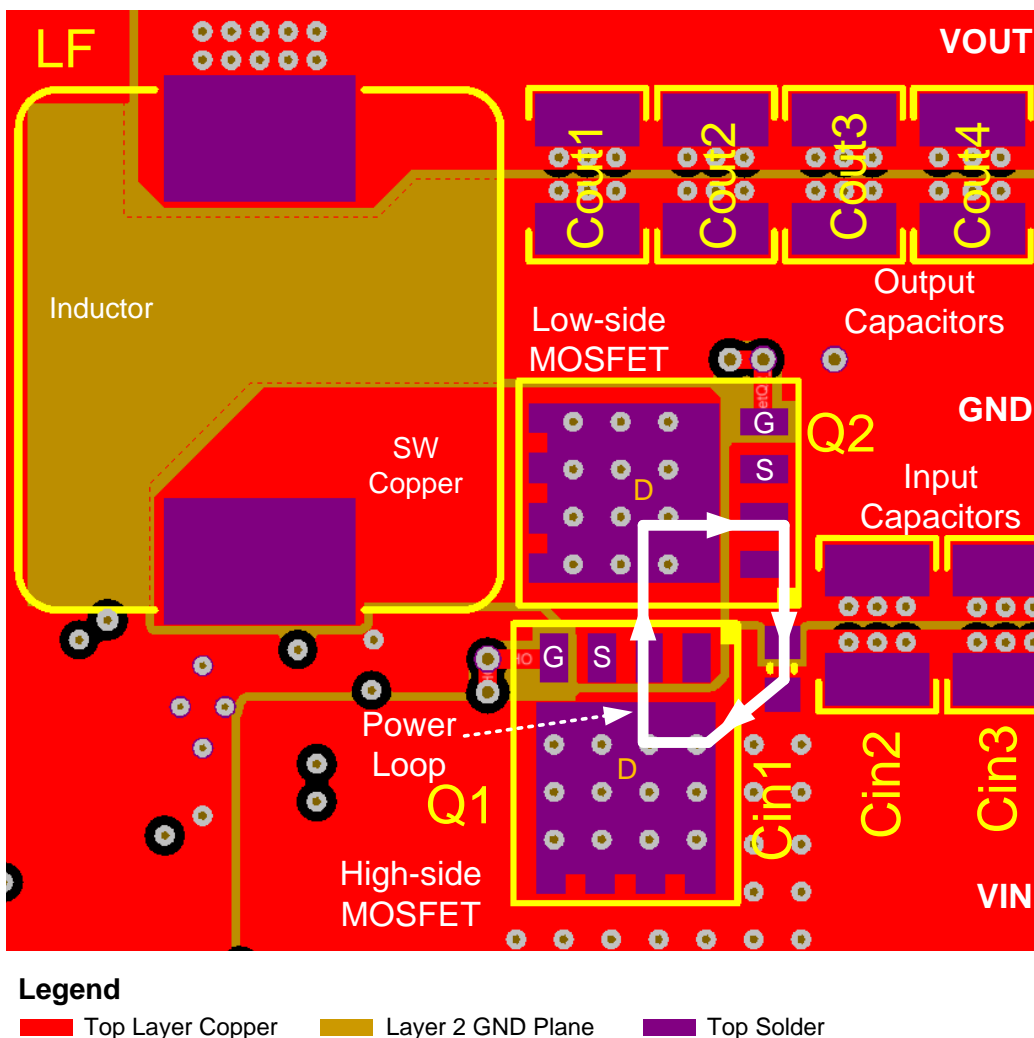 LF
VOUT
Cout1
Cout2
Cout3
Cout4
Inductor
Output
Capacitors
Low-side
MOSFET
GND
G
Q2
S
SW
Copper
D
Input
Capacitors
HO
G
S
Power
Loop
D
Q1
Cin1
Cin2
Cin3
High-side
MOSFET
VIN
Legend
Top Layer Copper
Layer 2 GND Plane
Top Solder